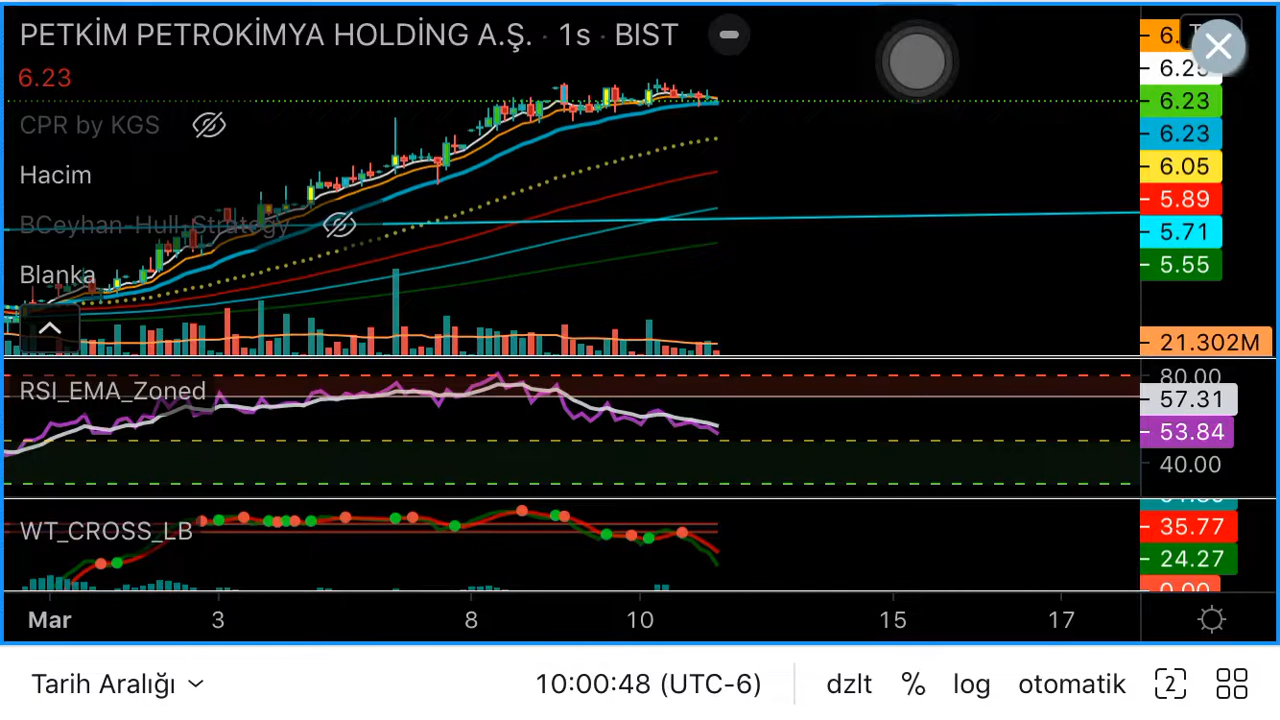 PETKİM PETROKİMYA HOLDİNG A.Ş. · 1s · BIST
6.23
CPR by KGS
Hacim
BCeyhan-Hull-Strategy
Blanka
6.25
6.23
6.23
6.05
5.89
5.71
5.55
21.302M
RSI_EMA_Zoned
80.00
57.31
53.84
40.00
WT_CROSS_LB
35.77
24.27
0.00
Mar 3 8 10 15 17
Tarih Aralığı 10:00:48 (UTC-6) dzlt % log otomatik 2